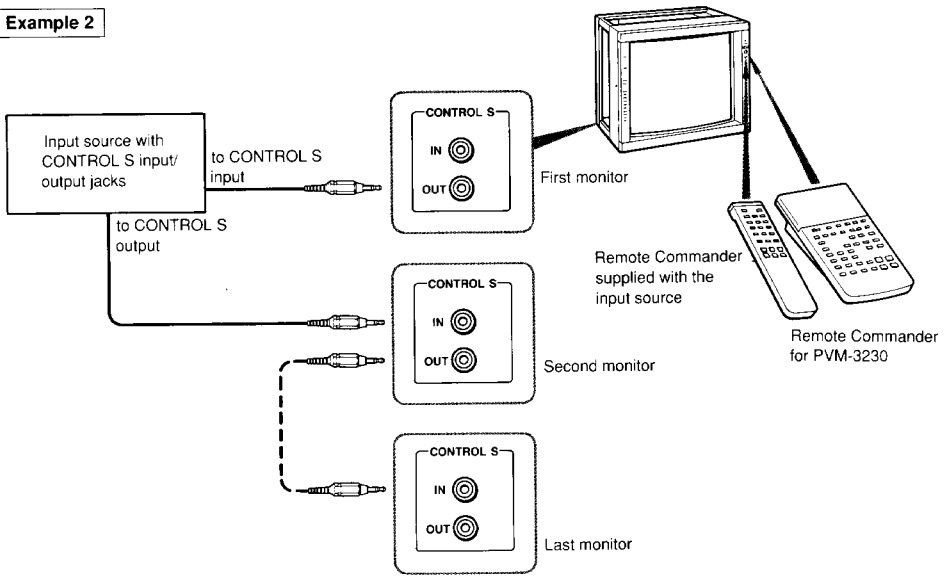 Example 2
Input source with
CONTROL S input/
output jacks
to CONTROL S
input
to CONTROL S
output
CONTROL S
IN
OUT
First monitor
Remote Commander
supplied with the
input source
Remote Commander
for PVM-3230
CONTROL S
IN
OUT
Second monitor
CONTROL S
IN
OUT
Last monitor